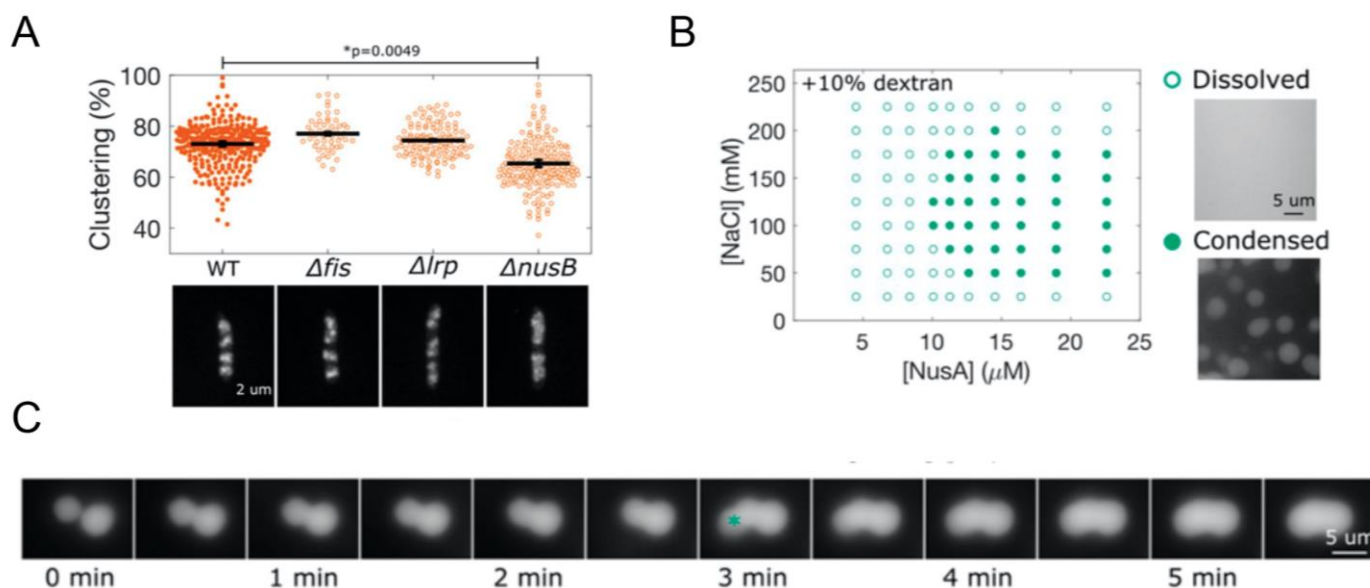 A
*p=0.0049
Clustering (%)
100
80
60
40
WT
Δfis
Δlrp
ΔnusB
2 um
B
+10% dextran
[NaCl] (mM)
250
200
150
100
50
0
5
10
15
20
25
[NusA] (μM)
Dissolved
5 um
Condensed
C
0 min
1 min
2 min
3 min
4 min
5 min
5 um